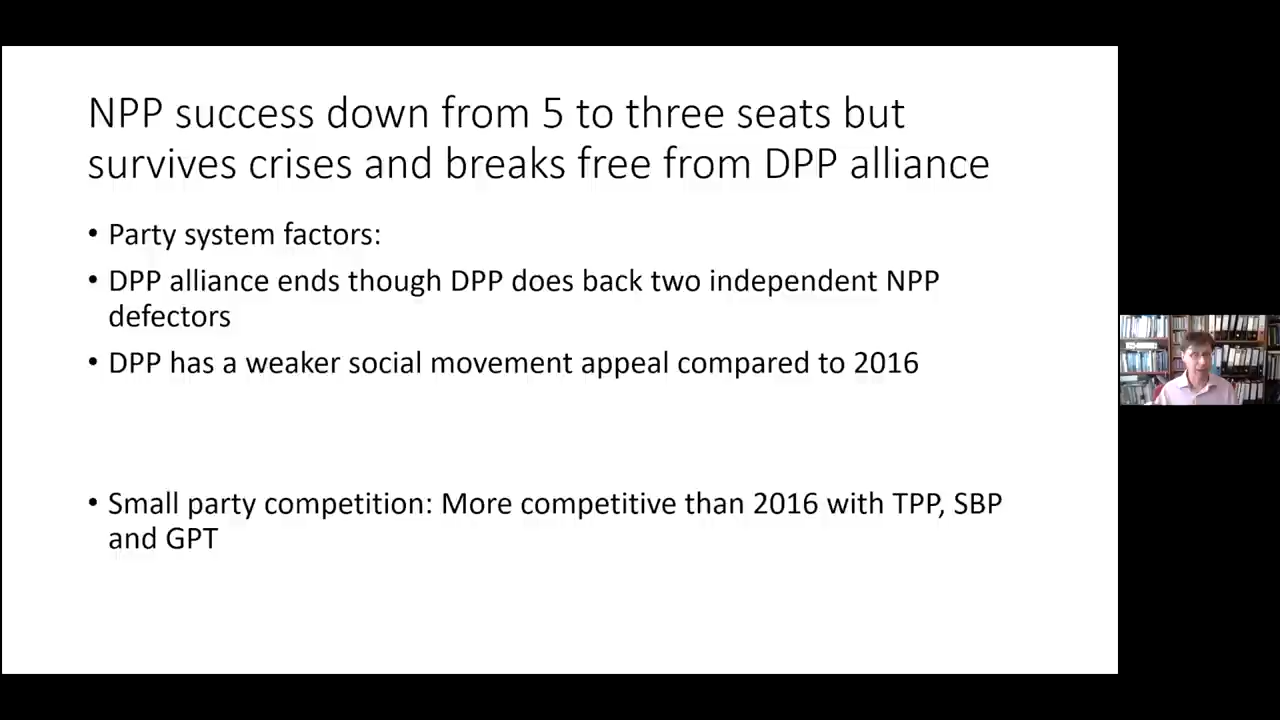 NPP success down from 5 to three seats but
survives crises and breaks free from DPP alliance
• Party system factors:
• DPP alliance ends though DPP does back two independent NPP
defectors
• DPP has a weaker social movement appeal compared to 2016
• Small party competition: More competitive than 2016 with TPP, SBP
and GPT